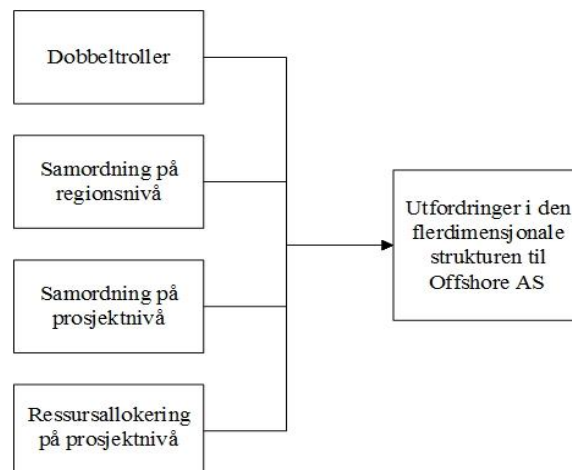 Dobbeltroller
Samordning på
regionsnivå
Samordning på
prosjektnivå
Ressursallokering
på prosjektnivå
Utfordringer i den
flerdimensjonale
strukturen til
Offshore AS